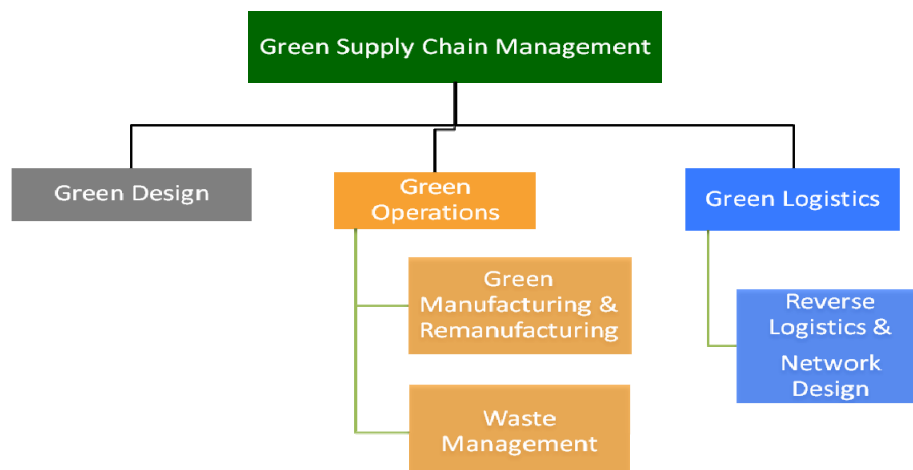 Green Supply Chain Management
Green Design
Green
Operations
Green Logistics
Green
Manufacturing &
Remanufacturing
Reverse
Logistics &
Network
Design
Waste
Management